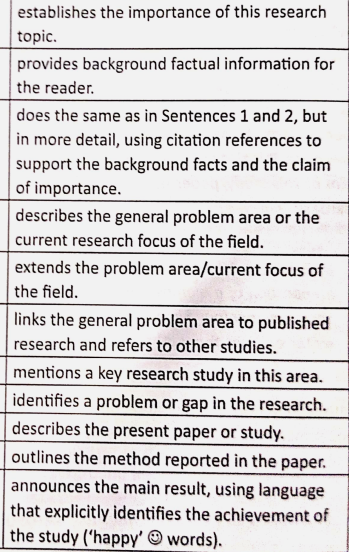 establishes the importance of this research
topic.
provides background factual information for
the reader.
does the same as in Sentences 1 and 2, but
in more detail, using citation references to
support the background facts and the claim
of importance.
describes the general problem area or the
current research focus of the field.
extends the problem area/current focus of
the field.
links the general problem area to published
research and refers to other studies.
mentions a key research study in this area.
identifies a problem or gap in the research.
describes the present paper or study.
outlines the method reported in the paper.
announces the main result, using language
that explicitly identifies the achievement of
the study (‘happy’ ☺ words).